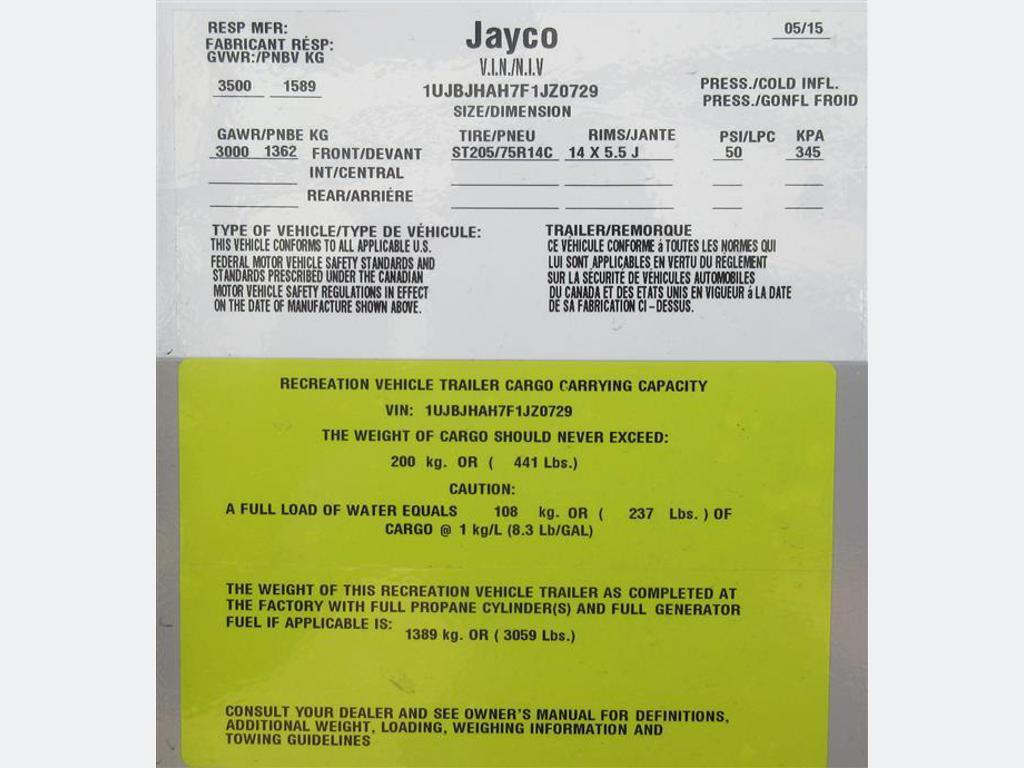 RESP MFR:
FABRICANT RÉSP:
GVWR:/PNBV KG
3500 1589
Jayco
V.I.N./N.I.V
1UJBJHAH7F1JZ0729
SIZE/DIMENSION
05/15
PRESS./COLD INFL.
PRESS./GONFL FROID
GAWR/PNBE KG TIRE/PNEU RIMS/JANTE PSI/LPC KPA
3000 1362 FRONT/DEVANT ST205/75R14C 14 X 5.5 J 50 345
INT/CENTRAL
REAR/ARRIÉRE
TYPE OF VEHICLE/TYPE DE VÉHICULE: TRAILER/REMORQUE
THIS VEHICLE CONFORMS TO ALL APPLICABLE U.S.
FEDERAL MOTOR VEHICLE SAFETY STANDARDS AND
STANDARDS PRESCRIBED UNDER THE CANADIAN
MOTOR VEHICLE SAFETY REGULATIONS IN EFFECT
ON THE DATE OF MANUFACTURE SHOWN ABOVE.
CE VÉHICULE CONFORME à TOUTES LES NORMES QUI
LUI SONT APPLICABLES EN VERTU DU RÉGLEMENT
SUR LA SÉCURITÉ DE VÉHICULES AUTOMOBILES
DU CANADA ET DES ETATS UNIS EN VIGUEUR à LA DATE
DE SA FABRICATION CI-DESSUS.
RECREATION VEHICLE TRAILER CARGO CARRYING CAPACITY
VIN: 1UJBJHAH7F1JZ0729
THE WEIGHT OF CARGO SHOULD NEVER EXCEED:
200 kg. OR ( 441 Lbs.)
CAUTION:
A FULL LOAD OF WATER EQUALS 108 kg. OR ( 237 Lbs. ) OF
CARGO @ 1 kg/L (8.3 Lb/GAL)
THE WEIGHT OF THIS RECREATION VEHICLE TRAILER AS COMPLETED AT
THE FACTORY WITH FULL PROPANE CYLINDER(S) AND FULL GENERATOR
FUEL IF APPLICABLE IS: 1389 kg. OR ( 3059 Lbs.)
CONSULT YOUR DEALER AND SEE OWNER'S MANUAL FOR DEFINITIONS,
ADDITIONAL WEIGHT, LOADING, WEIGHING INFORMATION AND
TOWING GUIDELINES